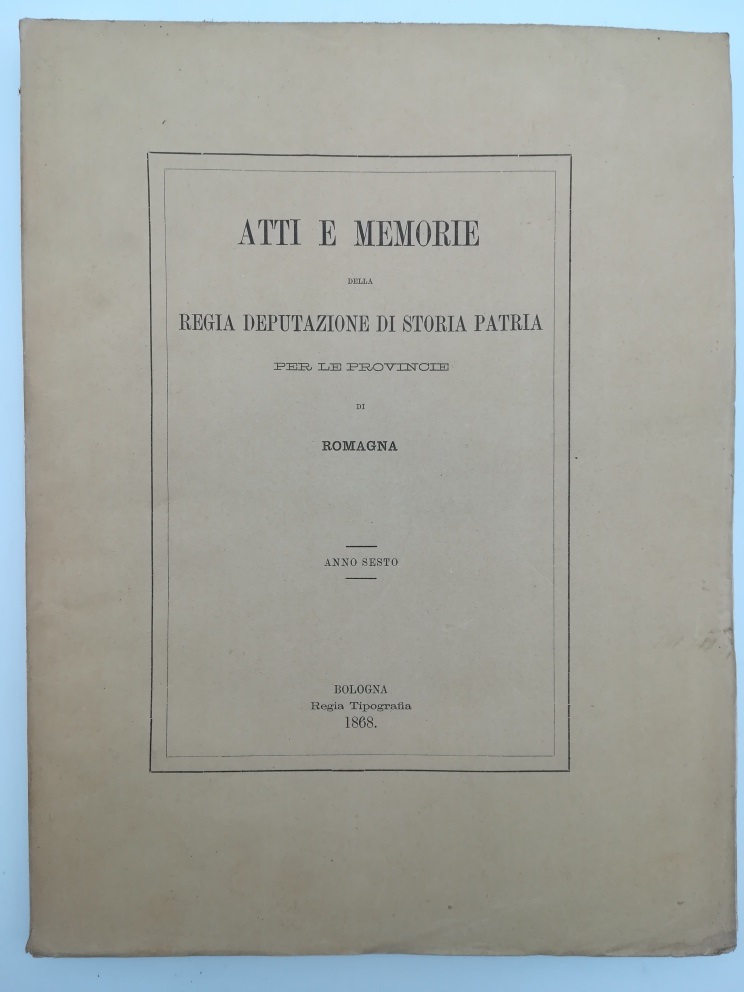 ATTI E MEMORIE
DELLA
REGIA DEPUTAZIONE DI STORIA PATRIA
PER LE PROVINCIE
DI
ROMAGNA
ANNO SESTO
BOLOGNA
Regia Tipografia
1868.